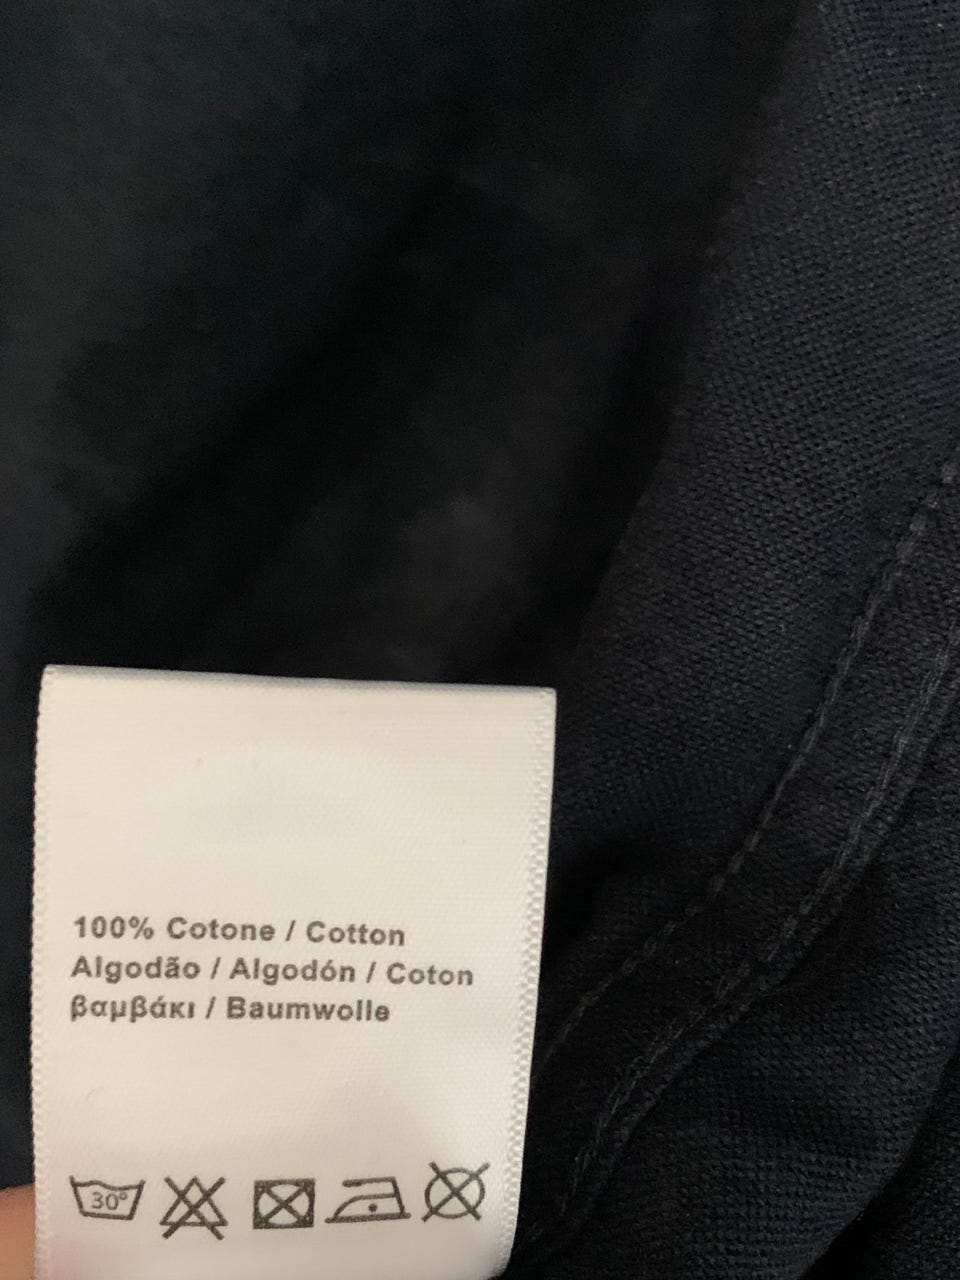 100% Cotone / Cotton
Algodão / Algodón / Coton
βαμβάκι / Baumwolle
30°